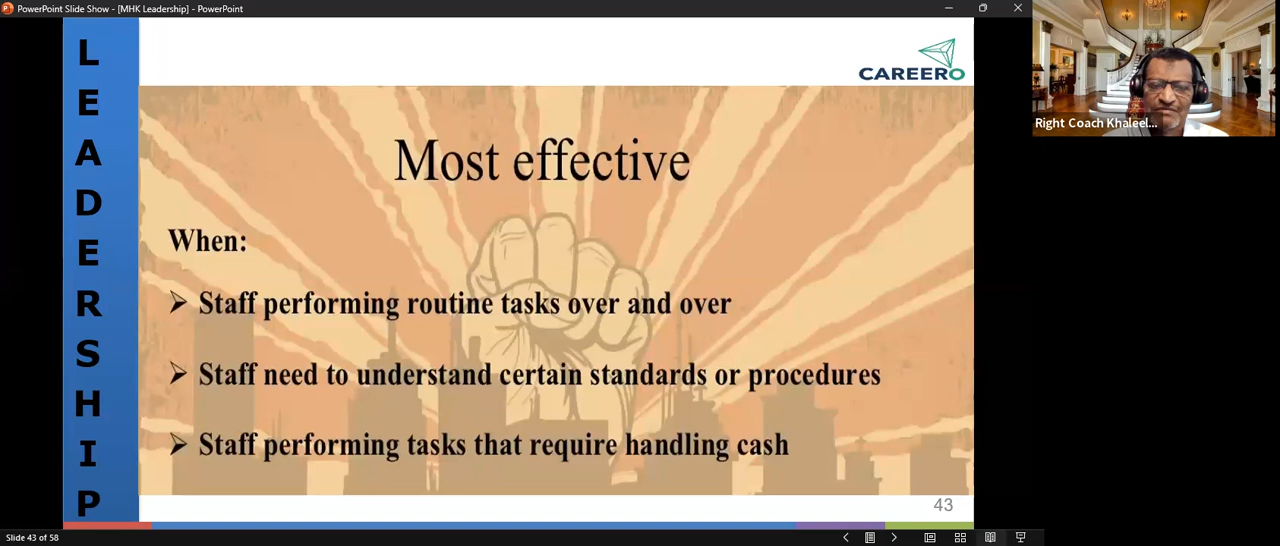 PowerPoint Slide Show - [MHK Leadership] - PowerPoint
LEADERSHIP
CAREERO
Most effective
When:
➢ Staff performing routine tasks over and over
➢ Staff need to understand certain standards or procedures
➢ Staff performing tasks that require handling cash
43
Slide 43 of 58
Right Coach Khaleel...